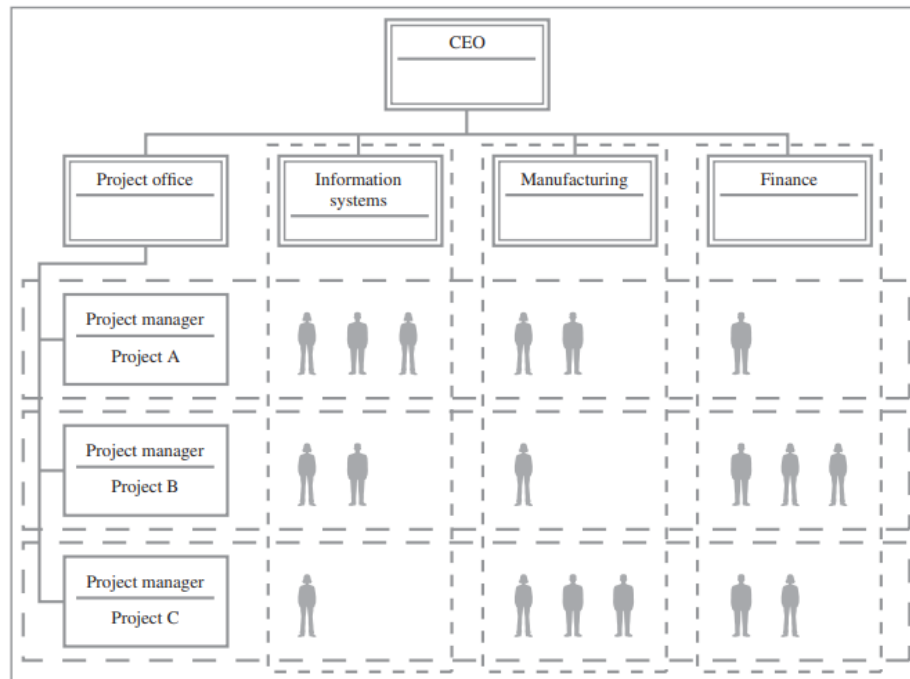 CEO
Project office
Information
systems
Manufacturing
Finance
Project manager
Project A
Project manager
Project B
Project manager
Project C